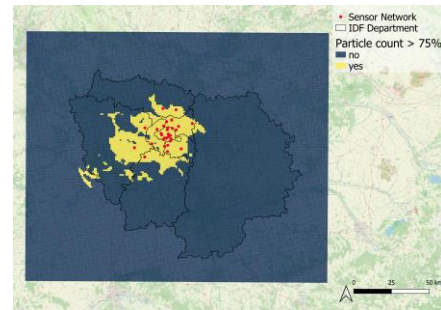 Sensor Network
IDF Department
Particle count > 75%
no
yes
0 25 50 km